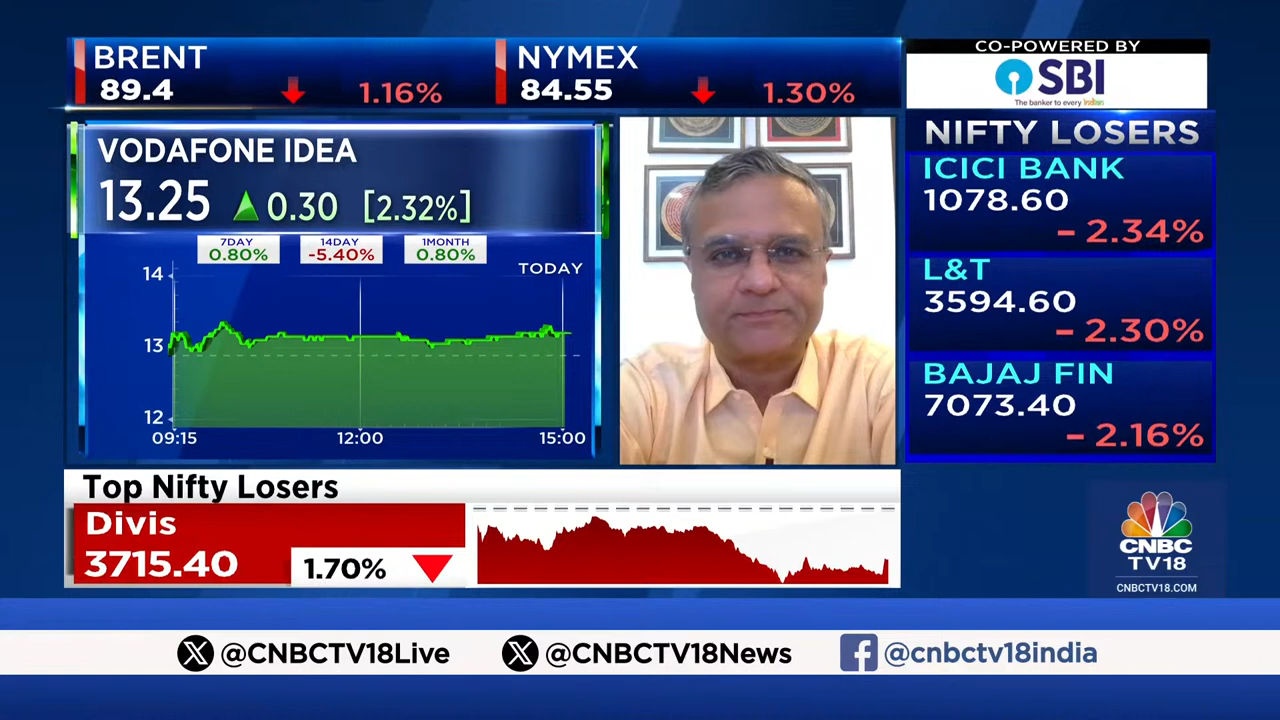 BRENT
89.4 1.16%
NYMEX
84.55 1.30%
CO-POWERED BY
SBI
The banker to every Indian
VODAFONE IDEA
13.25 0.30 [2.32%]
7DAY
0.80%
14DAY
-5.40%
1MONTH
0.80%
TODAY
14
13
12
09:15 12:00 15:00
NIFTY LOSERS
ICICI BANK
1078.60
- 2.34%
L&T
3594.60
- 2.30%
BAJAJ FIN
7073.40
- 2.16%
Top Nifty Losers
Divis
3715.40 1.70%
CNBC
TV18
CNBCTV18.COM
@CNBCTV18Live @CNBCTV18News @cnbctv18india